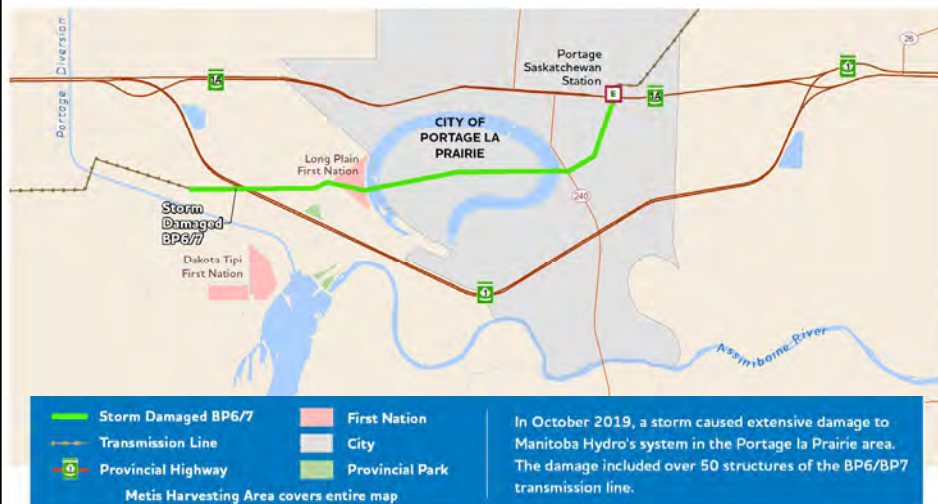 Portage Diversion
1A
Portage
Saskatchewan
Station
1A
1
26
CITY OF
PORTAGE LA
PRAIRIE
Long Plain
First Nation
240
Storm
Damaged
BP6/7
Dakota Tipi
First Nation
1
Assiniboine River
Storm Damaged BP6/7
Transmission Line
1 Provincial Highway
Metis Harvesting Area covers entire map
First Nation
City
Provincial Park
In October 2019, a storm caused extensive damage to
Manitoba Hydro's system in the Portage la Prairie area.
The damage included over 50 structures of the BP6/BP7
transmission line.